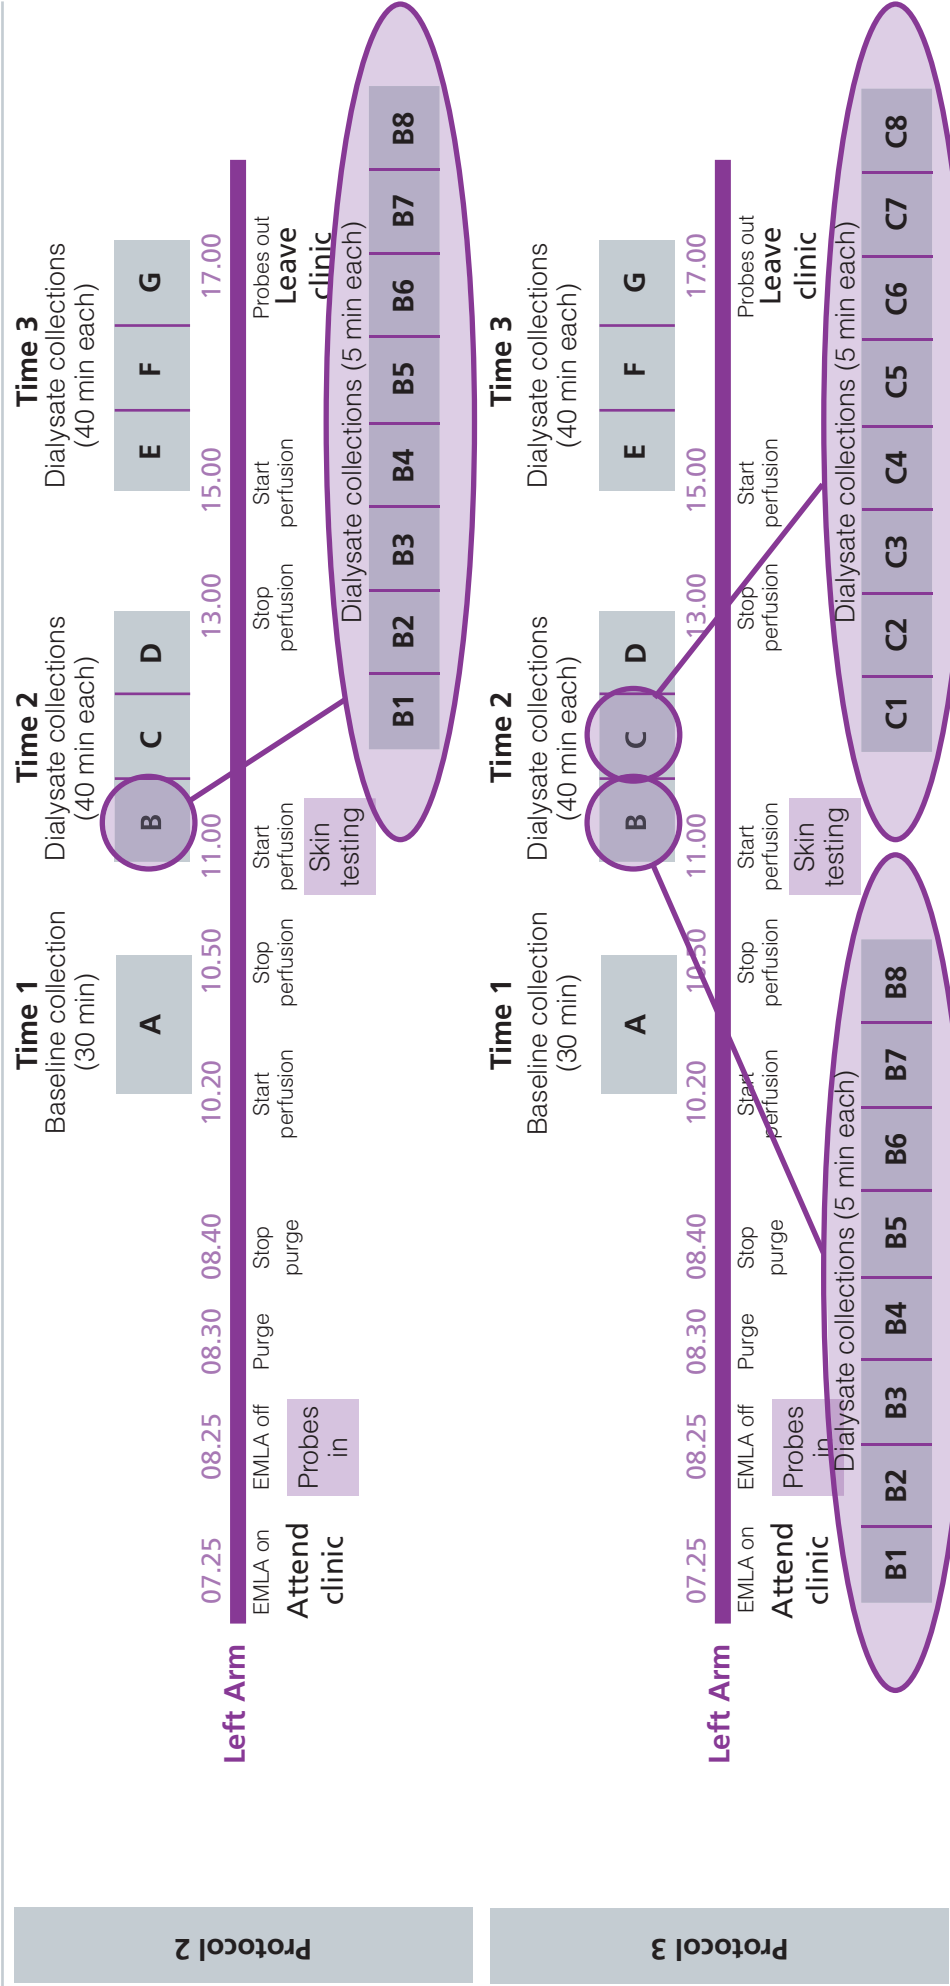 Protocol 2
Time 1
Baseline collection
(30 min)
Time 2
Dialysate collections
(40 min each)
Time 3
Dialysate collections
(40 min each)
A
B
C
D
E
F
G
07.25
08.25
08.30
08.40
10.20
10.50
11.00
13.00
15.00
17.00
Left Arm
EMLA on
Attend
clinic
EMLA off
Probes
in
Purge
Stop
purge
Start
perfusion
Stop
perfusion
Start
perfusion
Skin
testing
Stop
perfusion
Start
perfusion
Probes out
Leave
clinic
Dialysate collections (5 min each)
B1
B2
B3
B4
B5
B6
B7
B8
Protocol 3
Time 1
Baseline collection
(30 min)
Time 2
Dialysate collections
(40 min each)
Time 3
Dialysate collections
(40 min each)
A
B
C
D
E
F
G
07.25
08.25
08.30
08.40
10.20
10.50
11.00
13.00
15.00
17.00
Left Arm
EMLA on
Attend
clinic
EMLA off
Probes
in
Purge
Stop
purge
Start
perfusion
Stop
perfusion
Start
perfusion
Skin
testing
Stop
perfusion
Start
perfusion
Probes out
Leave
clinic
Dialysate collections (5 min each)
B1
B2
B3
B4
B5
B6
B7
B8
Dialysate collections (5 min each)
C1
C2
C3
C4
C5
C6
C7
C8